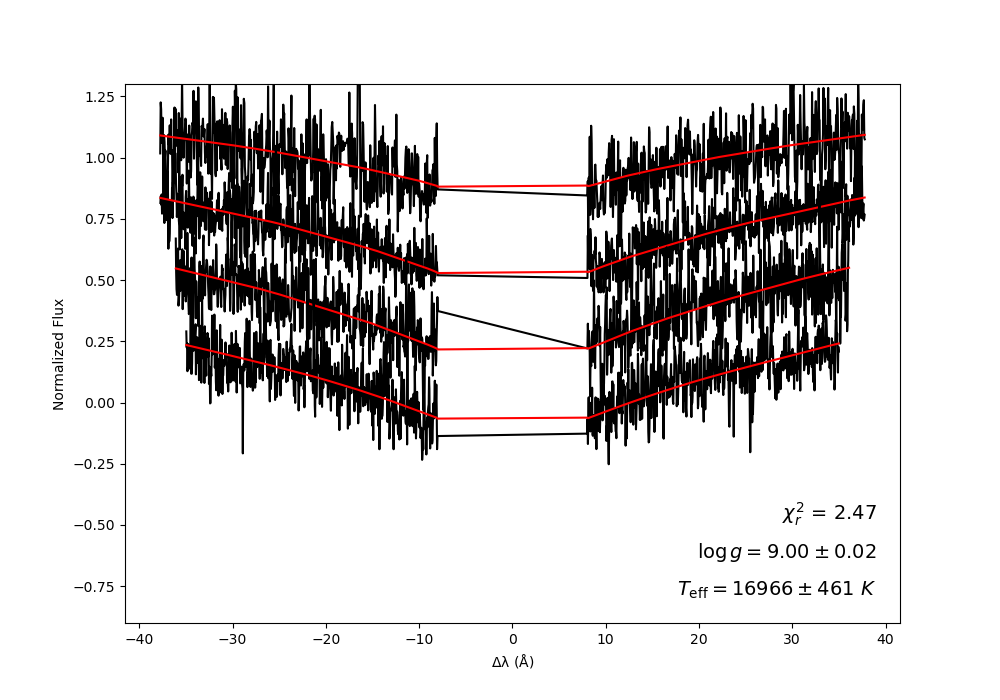 1.25
1.00
0.75
0.50
0.25
0.00
−0.25
−0.50
−0.75
Normalized Flux
χ²ᵣ = 2.47
log g = 9.00 ± 0.02
T_eff = 16966 ± 461 K
−40 −30 −20 −10 0 10 20 30 40
Δλ (Å)